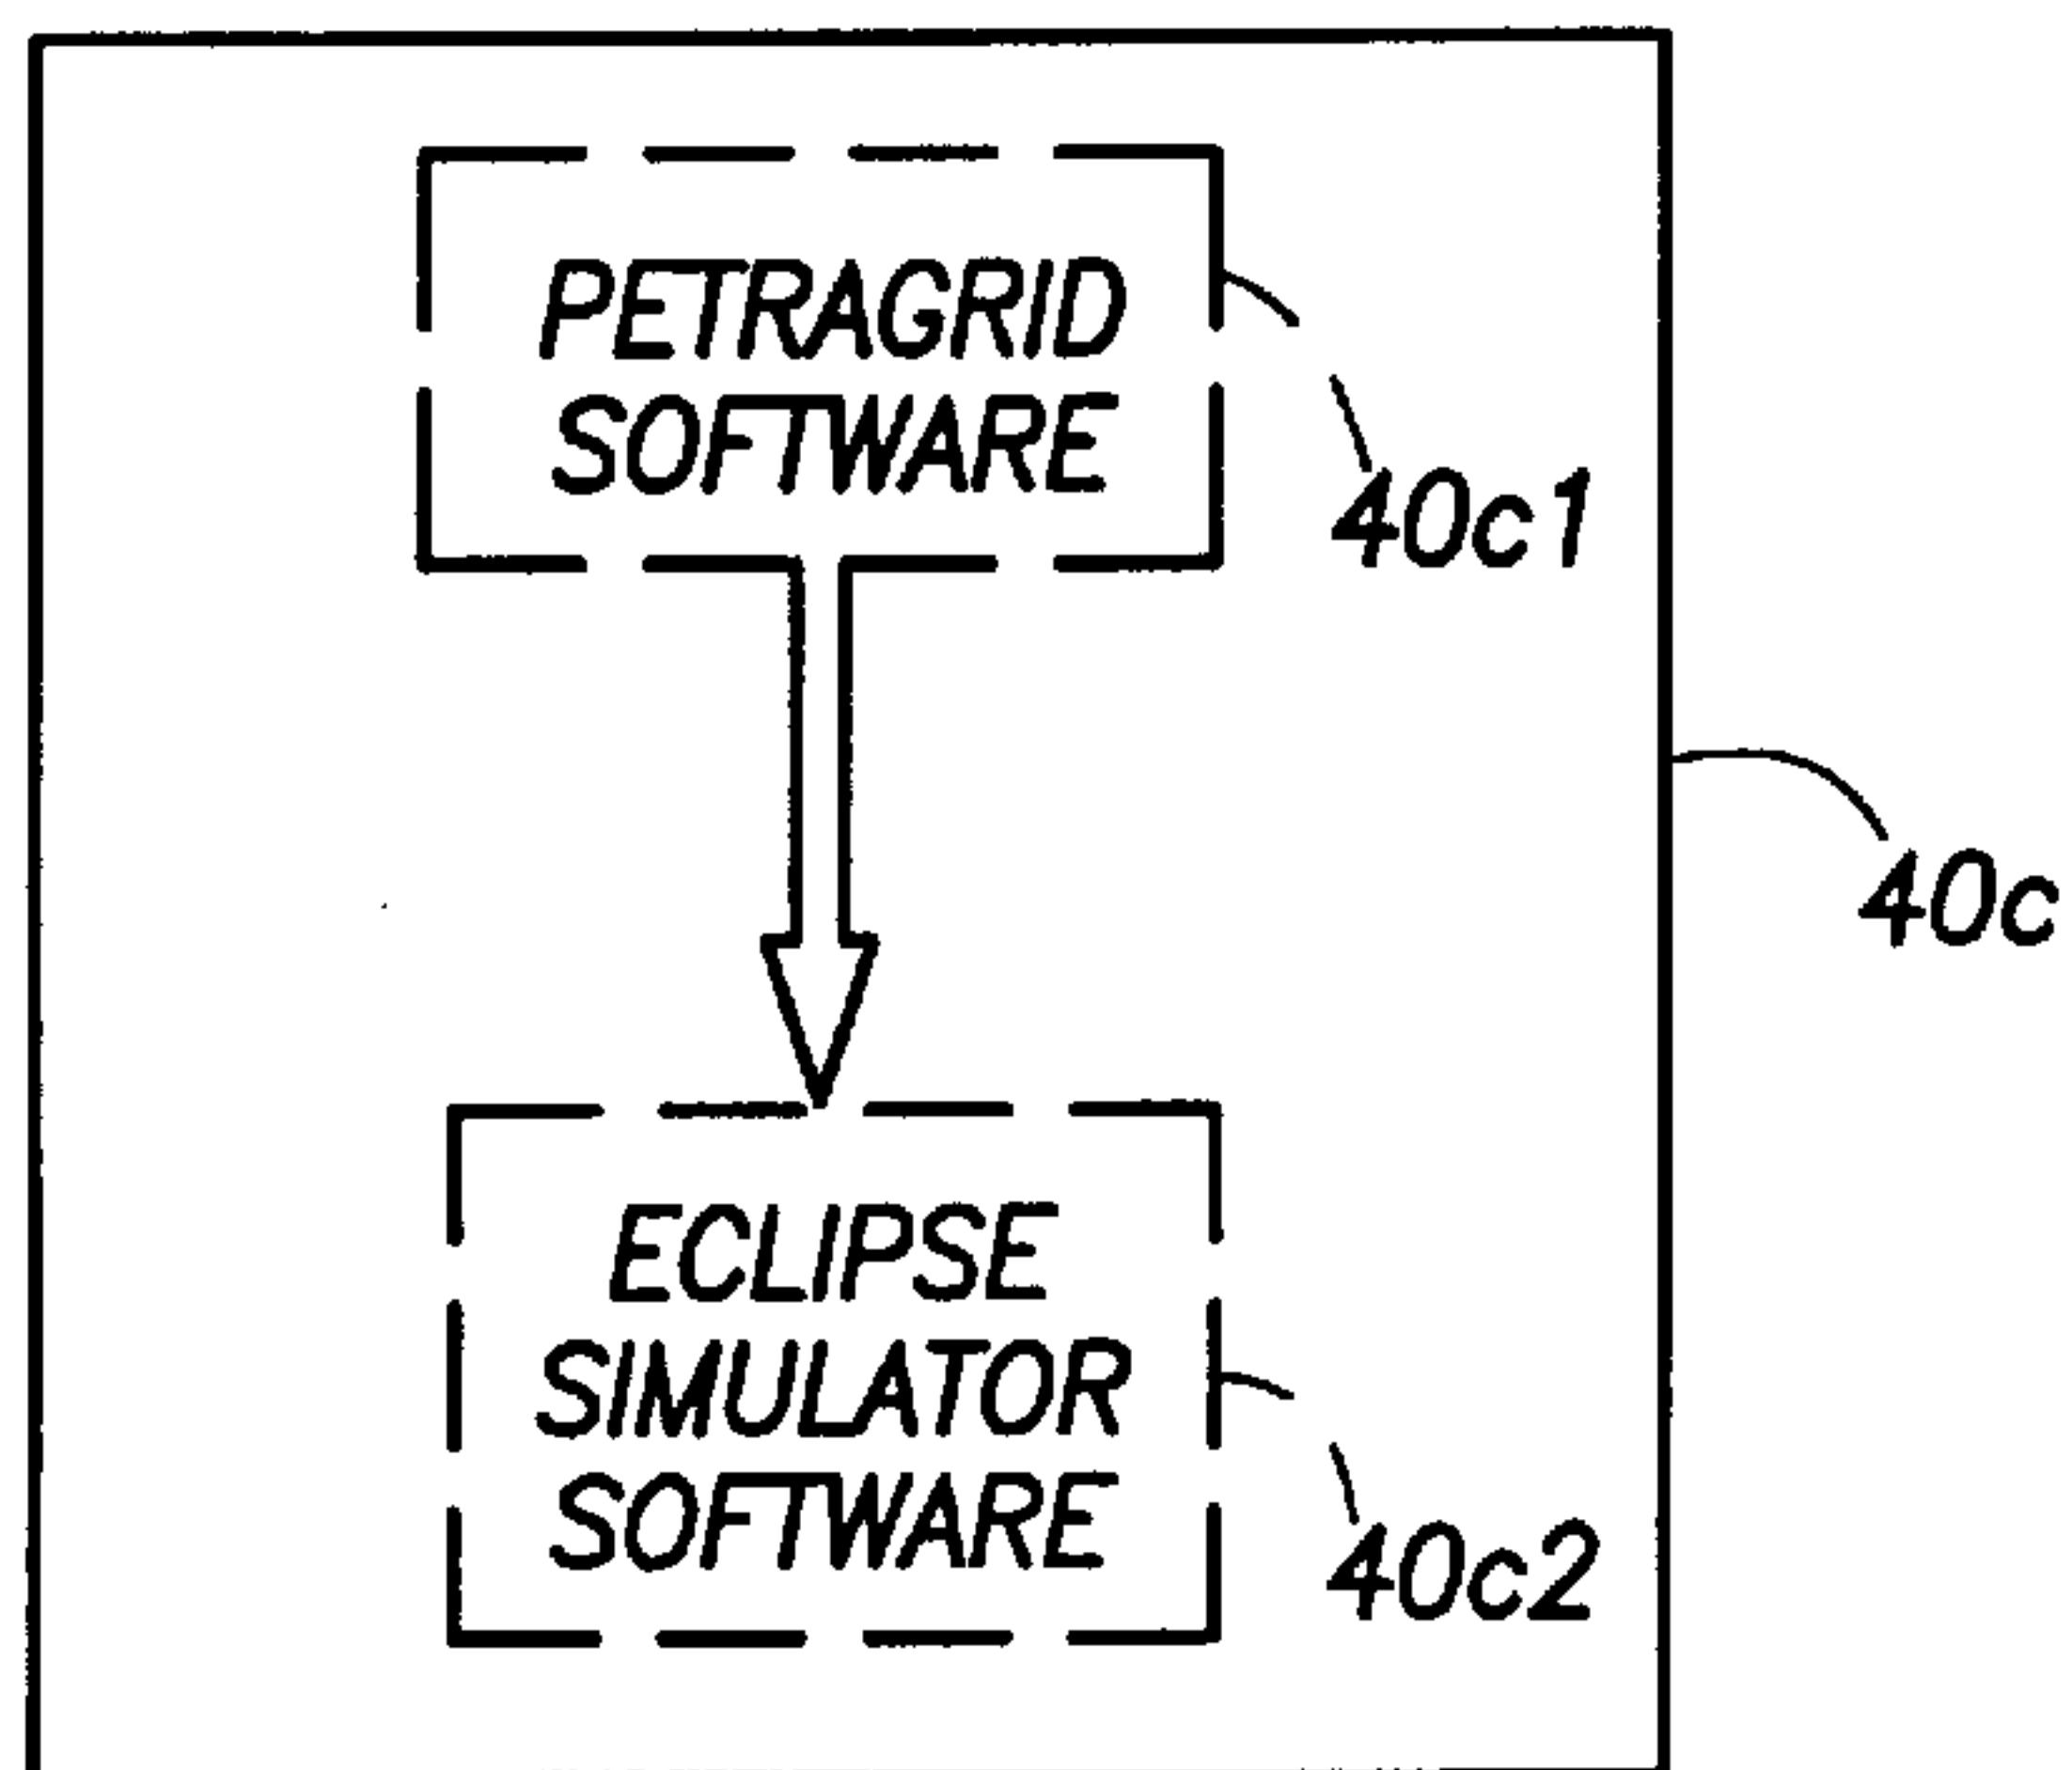 PETRAGRID
SOFTWARE
40c1
40c
ECLIPSE
SIMULATOR
SOFTWARE
40c2